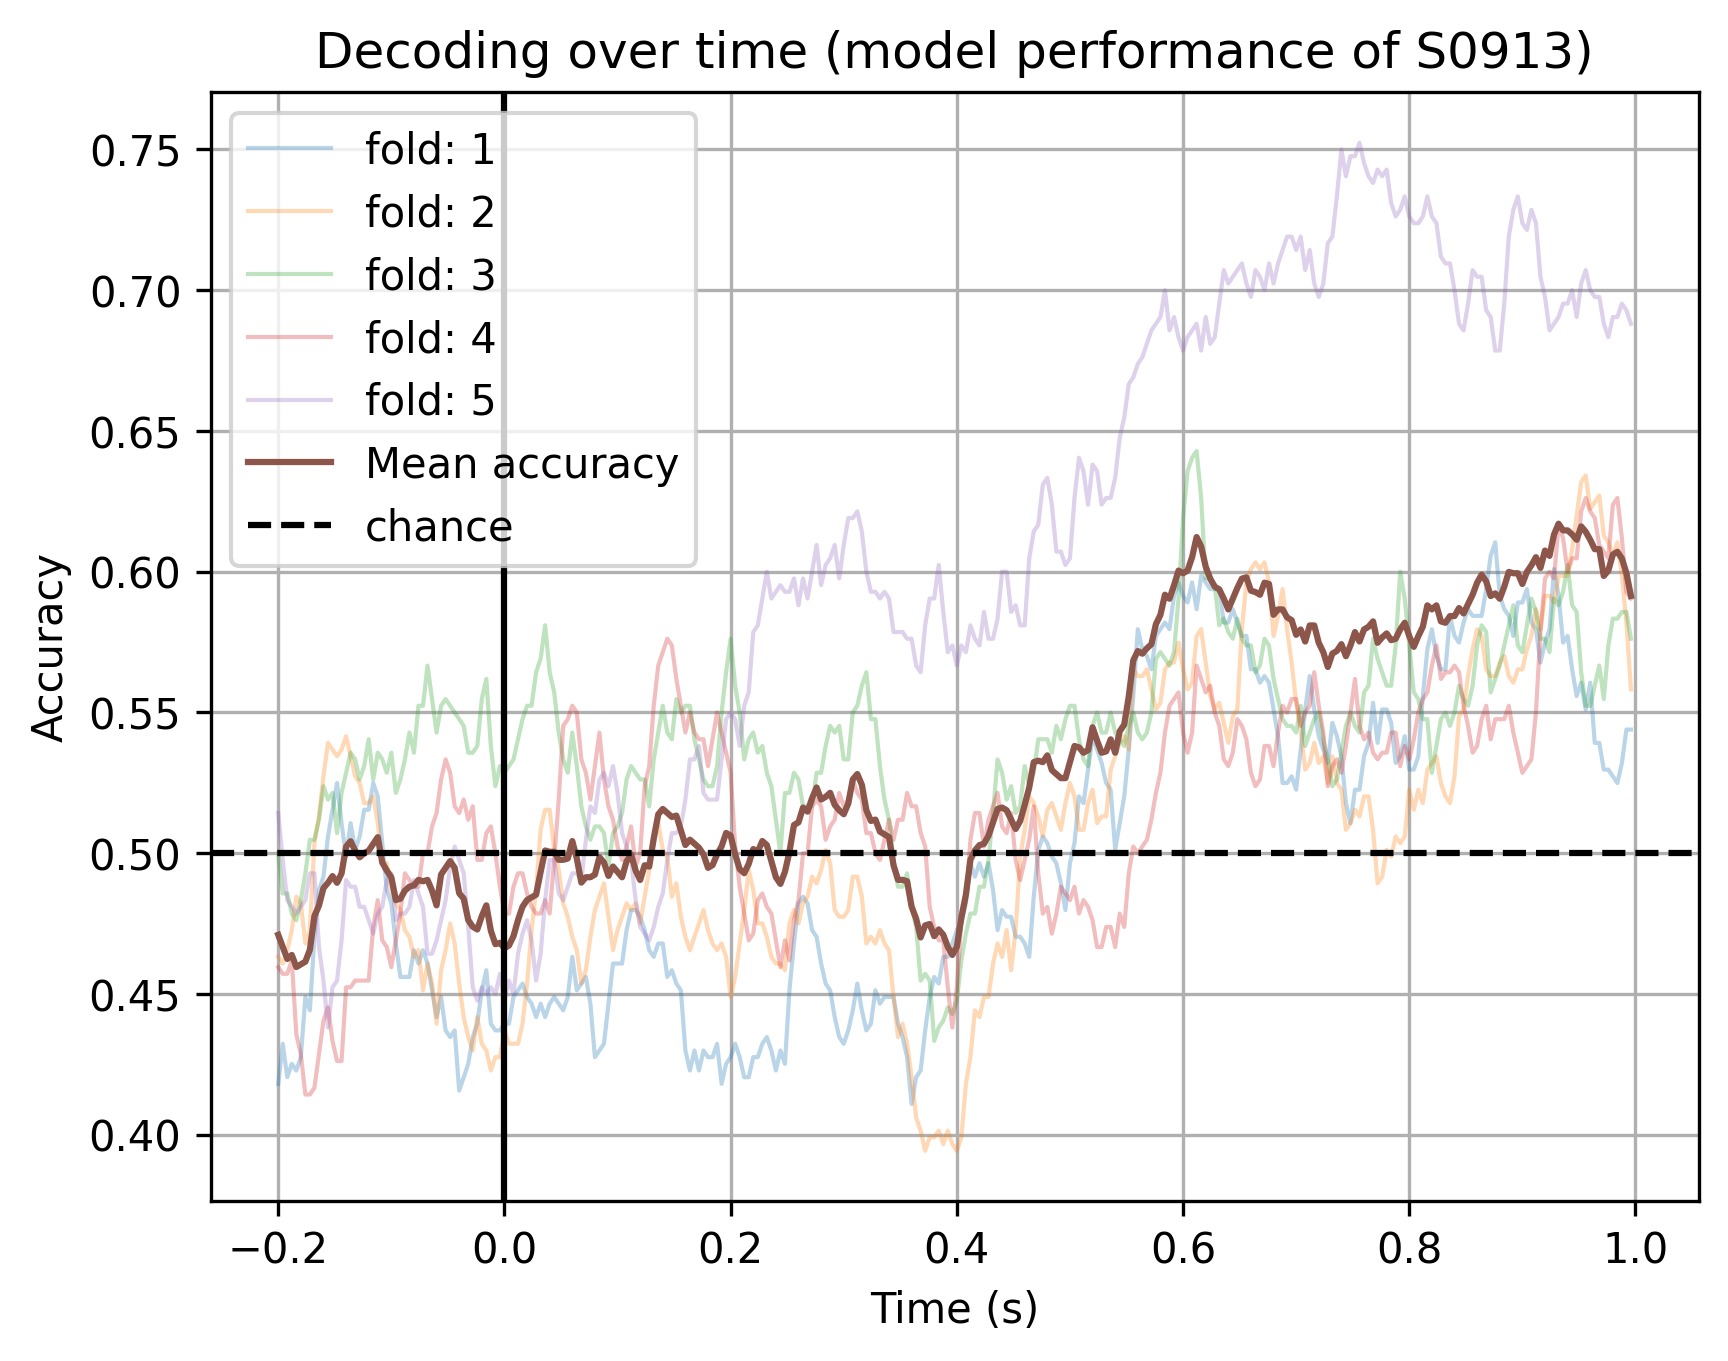 Decoding over time (model performance of S0913)
fold: 1
fold: 2
fold: 3
fold: 4
fold: 5
Mean accuracy
chance
Accuracy
0.75
0.70
0.65
0.60
0.55
0.50
0.45
0.40
−0.2 0.0 0.2 0.4 0.6 0.8 1.0
Time (s)